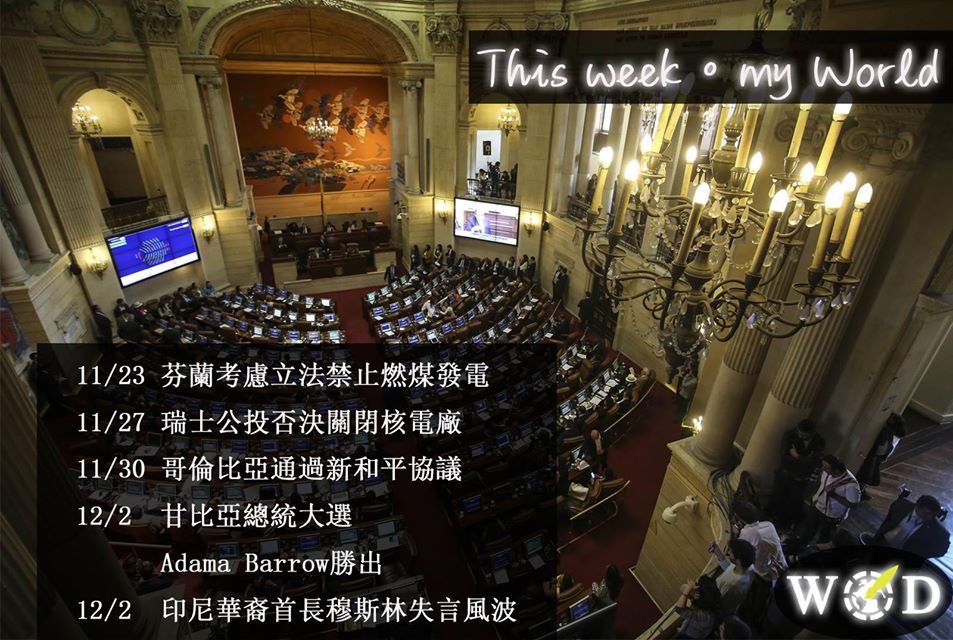 This week。my World
11/23 芬蘭考慮立法禁止燃煤發電
11/27 瑞士公投否決關閉核電廠
11/30 哥倫比亞通過新和平協議
12/2 甘比亞總統大選
Adama Barrow勝出
12/2 印尼華裔首長穆斯林失言風波
WOD